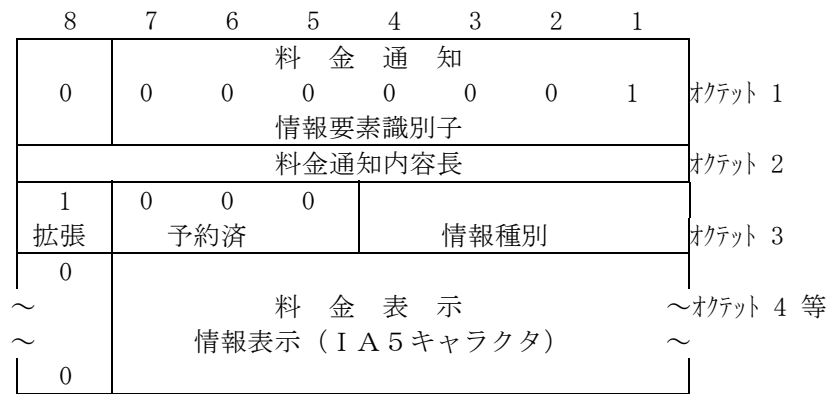 8 7 6 5 4 3 2 1
料 金 通 知
0 0 0 0 0 0 0 1 ｵｸﾃｯﾄ 1
情報要素識別子
料金通知内容長 ｵｸﾃｯﾄ 2
1 0 0 0
拡張 予約済 情報種別 ｵｸﾃｯﾄ 3
0
～ 料 金 表 示 ～ｵｸﾃｯﾄ 4 等
～ 情報表示（ＩＡ５キャラクタ） ～
0